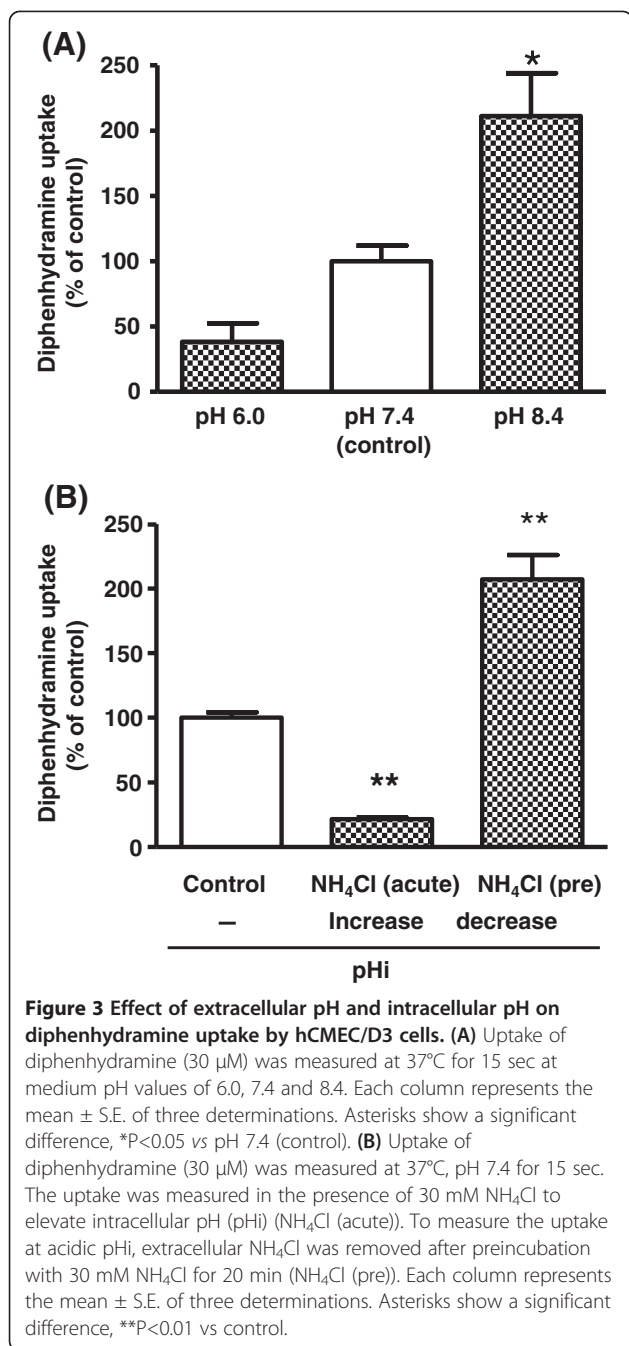 (A)
Diphenhydramine uptake
(% of control)
250
200
150
100
50
0
*
pH 6.0 pH 7.4 pH 8.4
(control)
(B)
Diphenhydramine uptake
(% of control)
250
200
150
100
50
0
**
**
Control NH₄Cl (acute) NH₄Cl (pre)
– Increase decrease
pHi
Figure 3 Effect of extracellular pH and intracellular pH on
diphenhydramine uptake by hCMEC/D3 cells. (A) Uptake of
diphenhydramine (30 μM) was measured at 37°C for 15 sec at
medium pH values of 6.0, 7.4 and 8.4. Each column represents the
mean ± S.E. of three determinations. Asterisks show a significant
difference, *P<0.05 vs pH 7.4 (control). (B) Uptake of
diphenhydramine (30 μM) was measured at 37°C, pH 7.4 for 15 sec.
The uptake was measured in the presence of 30 mM NH₄Cl to
elevate intracellular pH (pHi) (NH₄Cl (acute)). To measure the uptake
at acidic pHi, extracellular NH₄Cl was removed after preincubation
with 30 mM NH₄Cl for 20 min (NH₄Cl (pre)). Each column represents
the mean ± S.E. of three determinations. Asterisks show a significant
difference, **P<0.01 vs control.